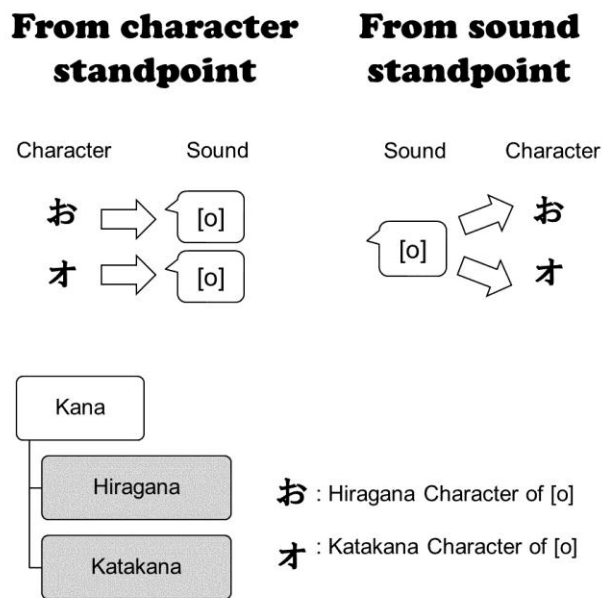 From character
standpoint
Character Sound
お [o]
オ [o]
From sound
standpoint
Sound Character
[o]
お
オ
Kana
Hiragana
Katakana
お : Hiragana Character of [o]
オ : Katakana Character of [o]